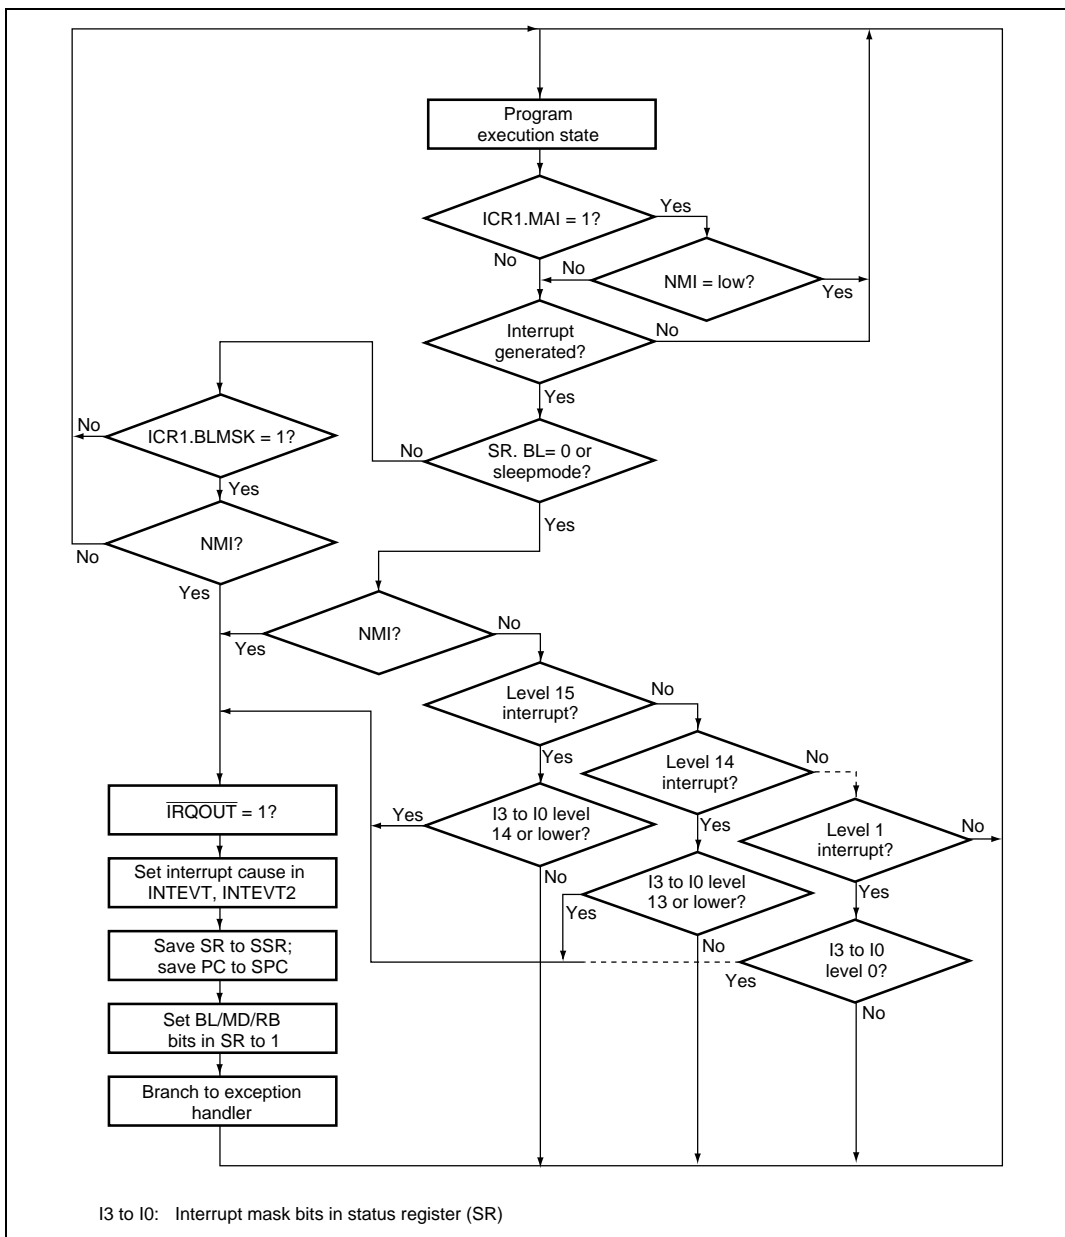 Program
execution state
ICR1.MAI = 1?
Yes
No
NMI = low?
No
Yes
Interrupt
generated?
No
Yes
ICR1.BLMSK = 1?
No
Yes
SR. BL= 0 or
sleepmode?
No
Yes
NMI?
No
Yes
NMI?
Yes
No
Level 15
interrupt?
No
Yes
Level 14
interrupt?
No
Yes
Level 1
interrupt?
No
Yes
I3 to I0 level
14 or lower?
Yes
No
I3 to I0 level
13 or lower?
Yes
No
I3 to I0
level 0?
Yes
No
IRQOUT = 1?
Set interrupt cause in
INTEVT, INTEVT2
Save SR to SSR;
save PC to SPC
Set BL/MD/RB
bits in SR to 1
Branch to exception
handler
I3 to I0: Interrupt mask bits in status register (SR)